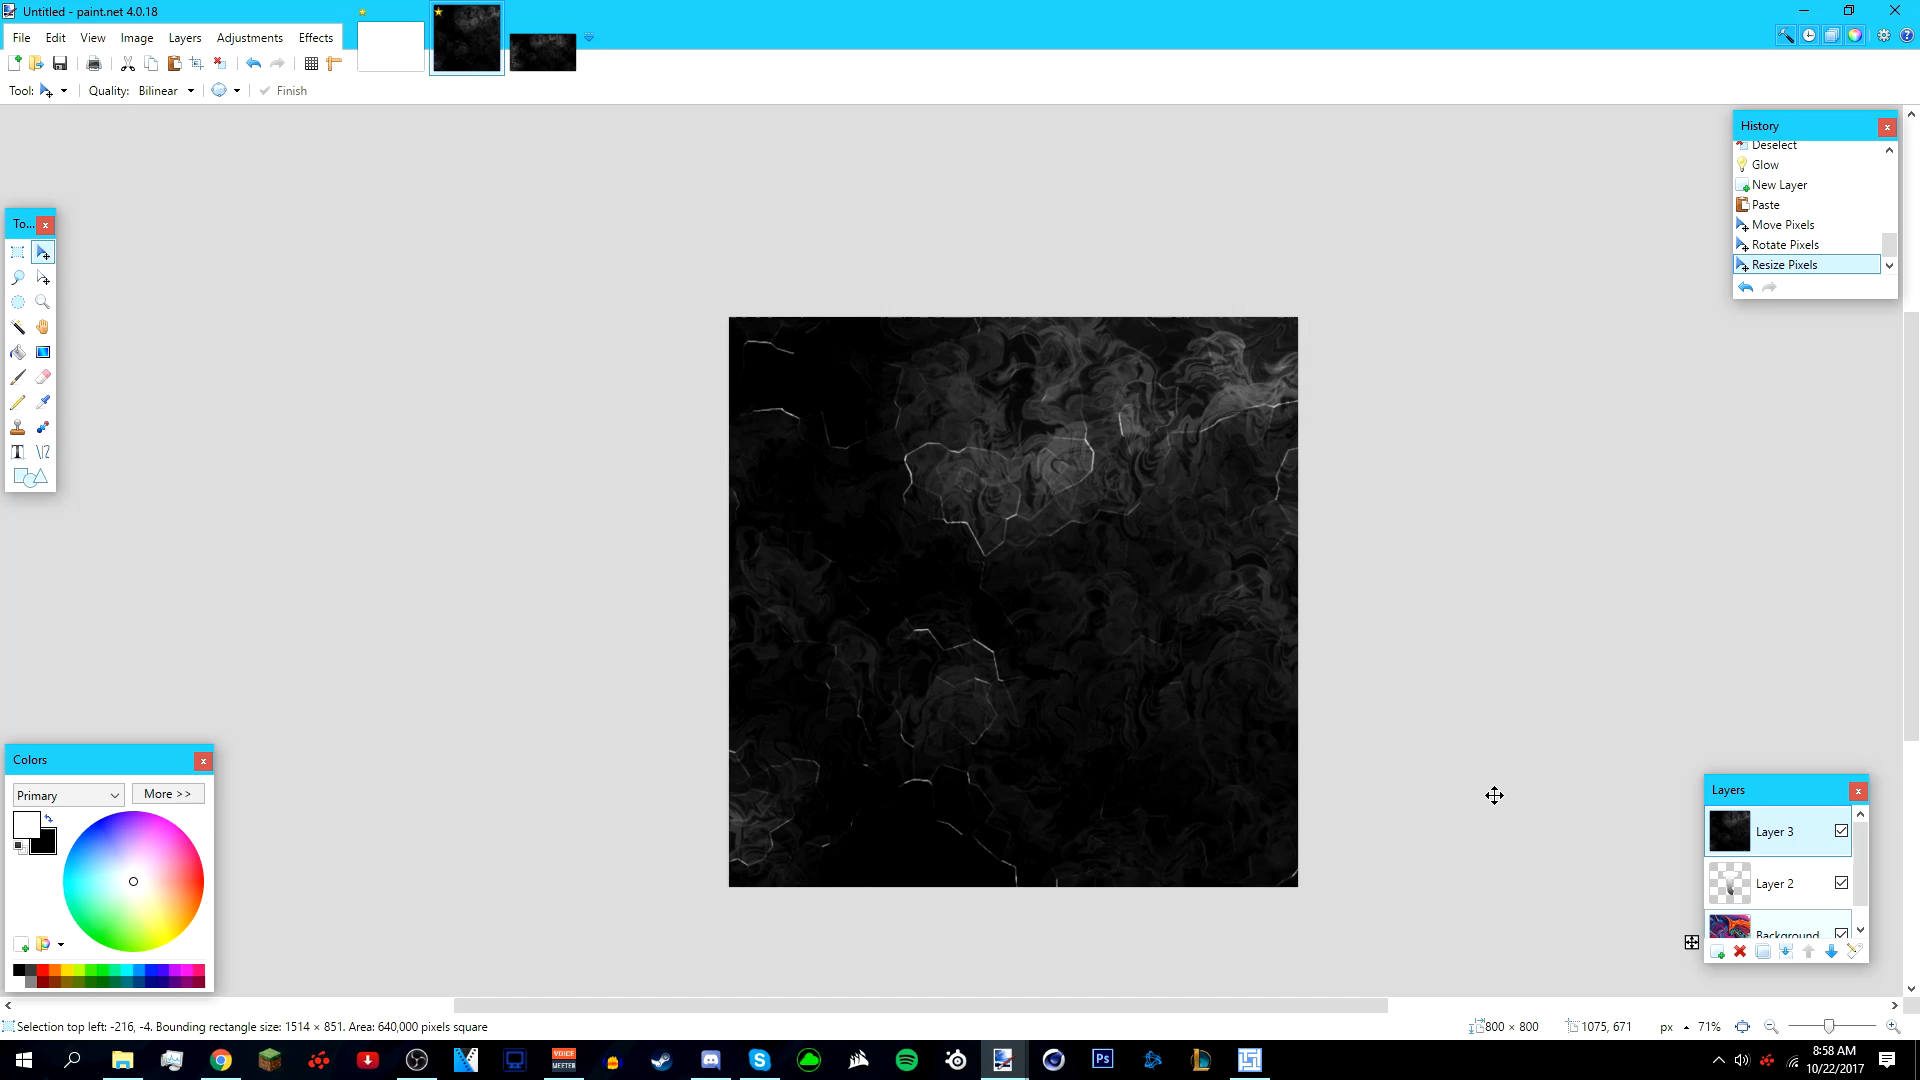 Untitled - paint.net 4.0.18
File Edit View Image Layers Adjustments Effects
Tool: Quality: Bilinear Finish
History
Deselect
Glow
New Layer
Paste
Move Pixels
Rotate Pixels
Resize Pixels
To...
Colors
Primary More >>
Layers
Layer 3
Layer 2
Background
Selection top left: -216, -4. Bounding rectangle size: 1514 × 851. Area: 640,000 pixels square
800 × 800 1075, 671 px 71%
VOICE
MEETER
Ps
8:58 AM
10/22/2017